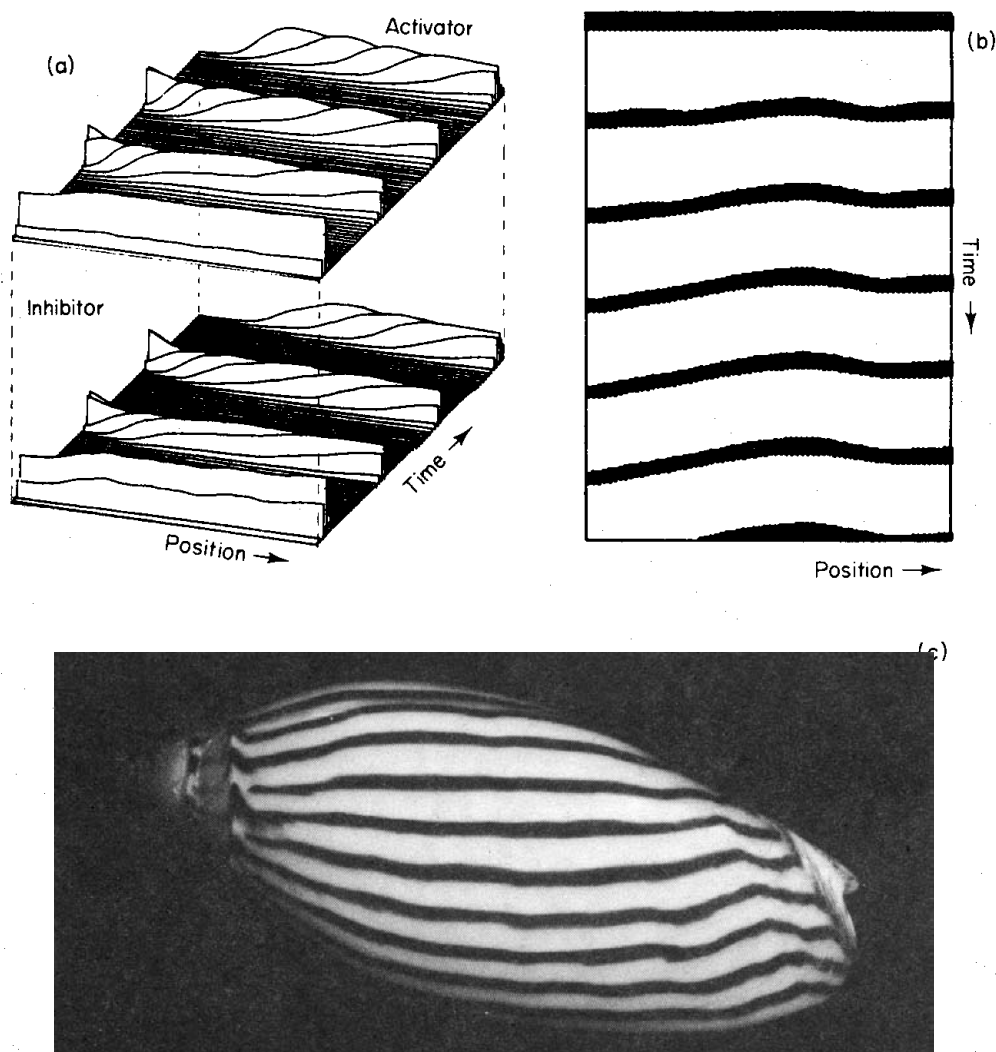 (a)
Activator
Inhibitor
Time
Position
(b)
Time
Position
(c)